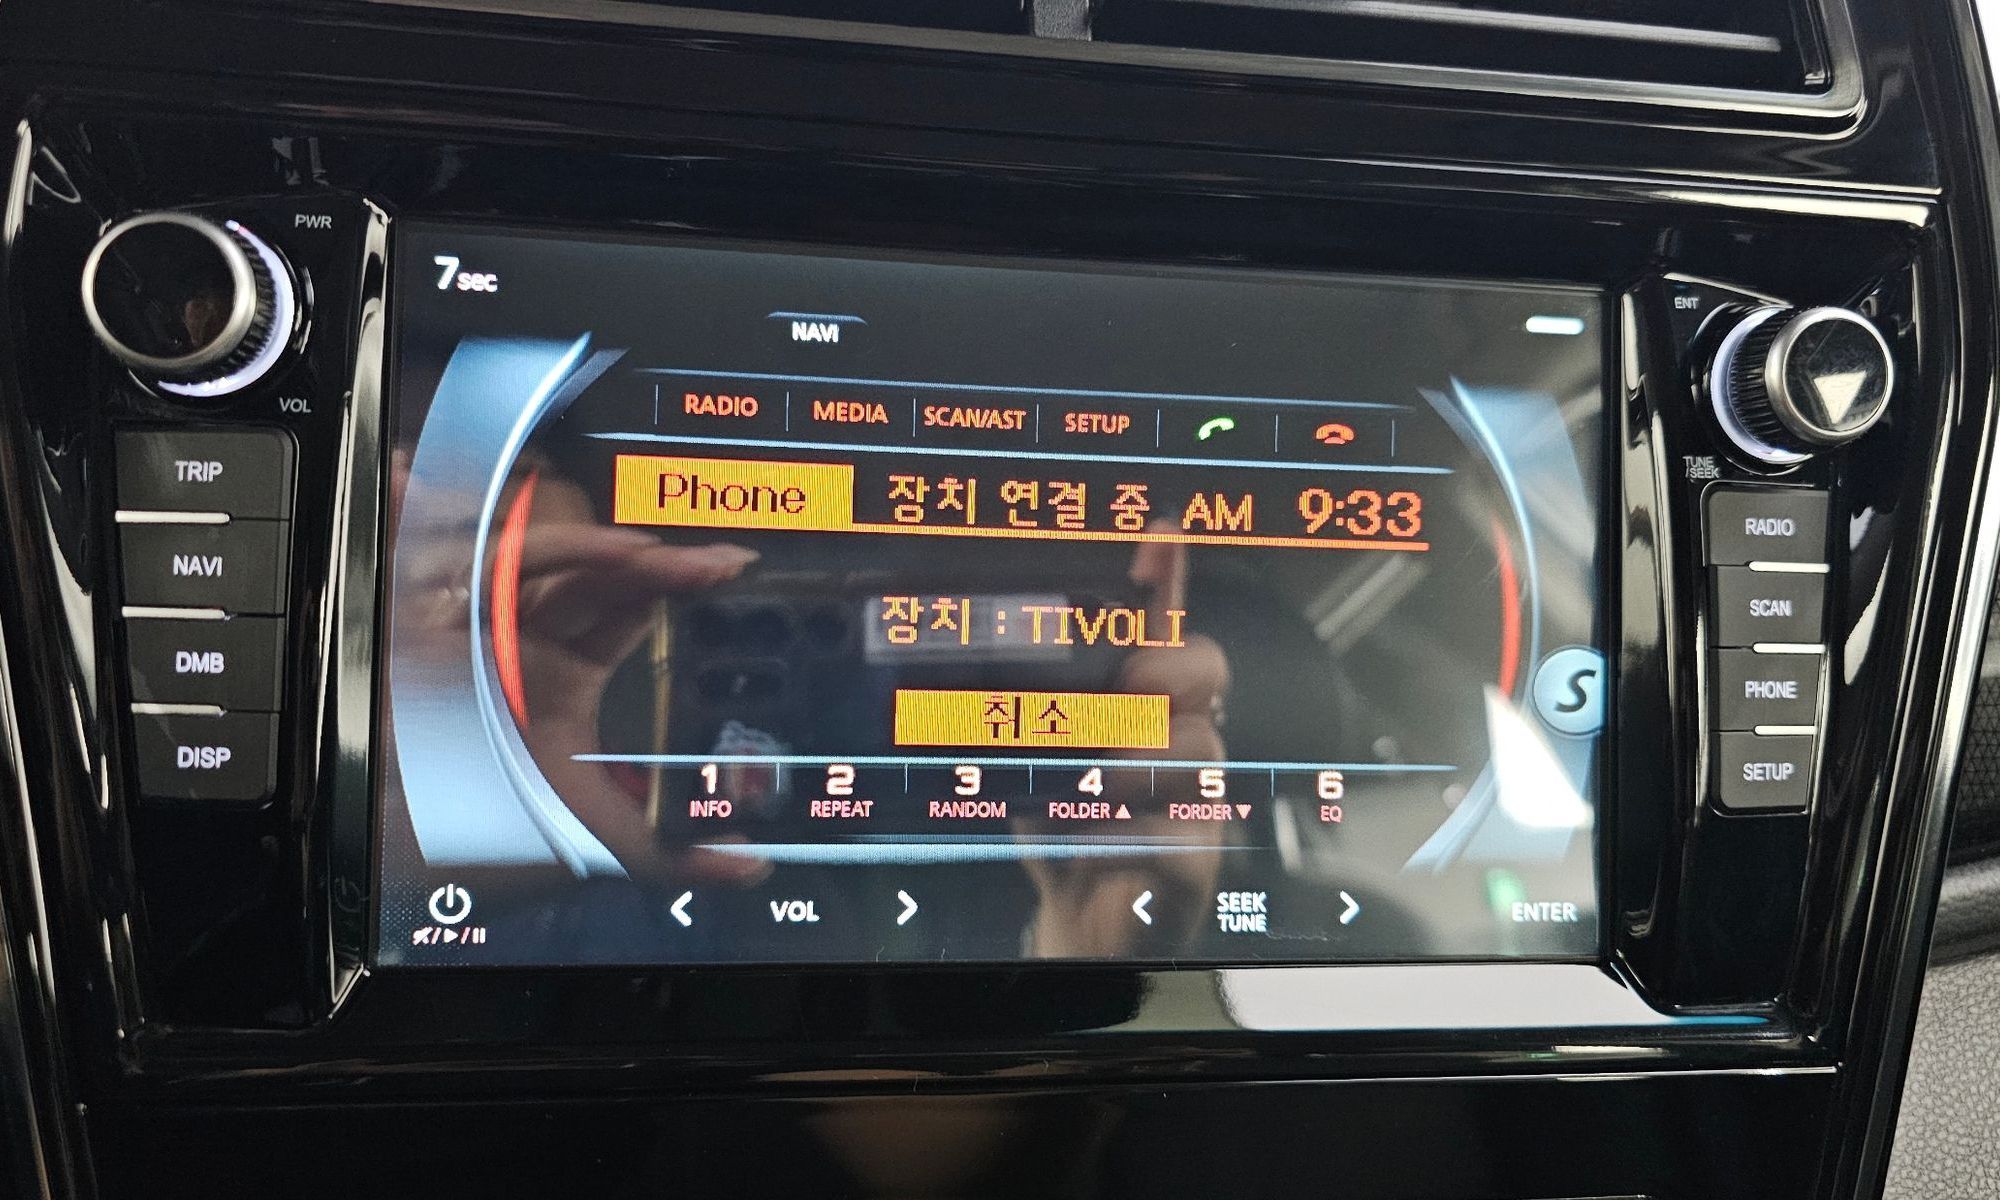 PWR
7sec
NAVI
ENT
VOL
RADIO MEDIA SCAN/AST SETUP
TUNE
/SEEK
TRIP
Phone 장치 연결 중 AM 9:33
RADIO
NAVI
장치 : TIVOLI
SCAN
DMB
S
PHONE
취소
DISP
SETUP
1 2 3 4 5 6
INFO REPEAT RANDOM FOLDER▲ FORDER▼ EQ
< VOL > < SEEK TUNE > ENTER